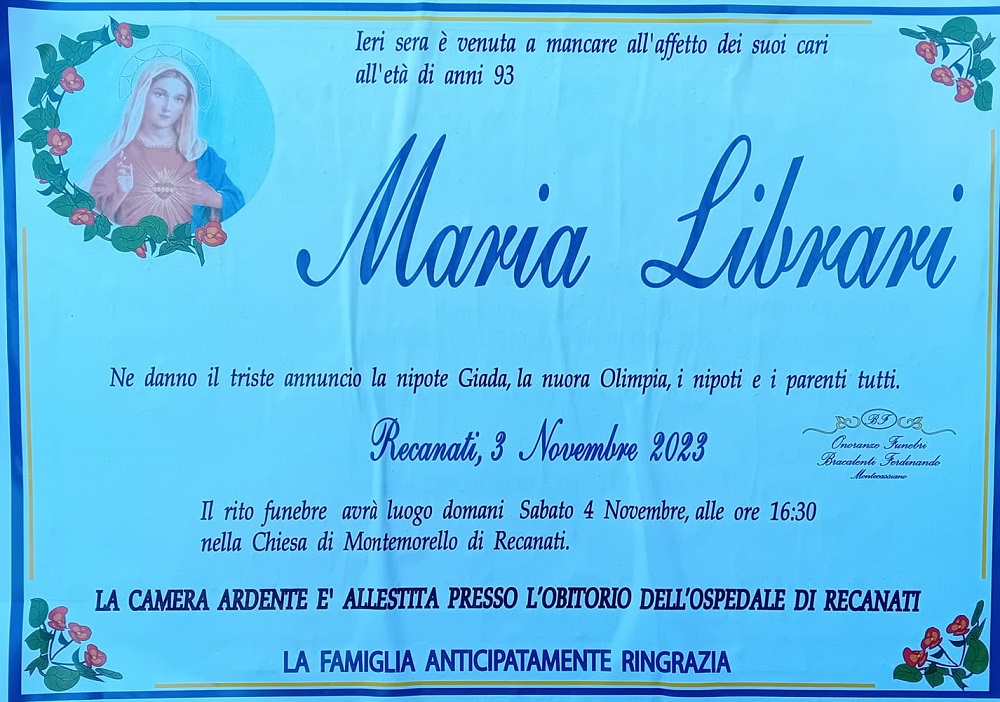 Ieri sera è venuta a mancare all'affetto dei suoi cari
all'età di anni 93
Maria Librari
Ne danno il triste annuncio la nipote Giada, la nuora Olimpia, i nipoti e i parenti tutti.
Recanati, 3 Novembre 2023
BF
Onoranze Funebri
Bracalenti Ferdinando
Montecassiano
Il rito funebre avrà luogo domani Sabato 4 Novembre, alle ore 16:30
nella Chiesa di Montemorello di Recanati.
LA CAMERA ARDENTE E' ALLESTITA PRESSO L'OBITORIO DELL'OSPEDALE DI RECANATI
LA FAMIGLIA ANTICIPATAMENTE RINGRAZIA